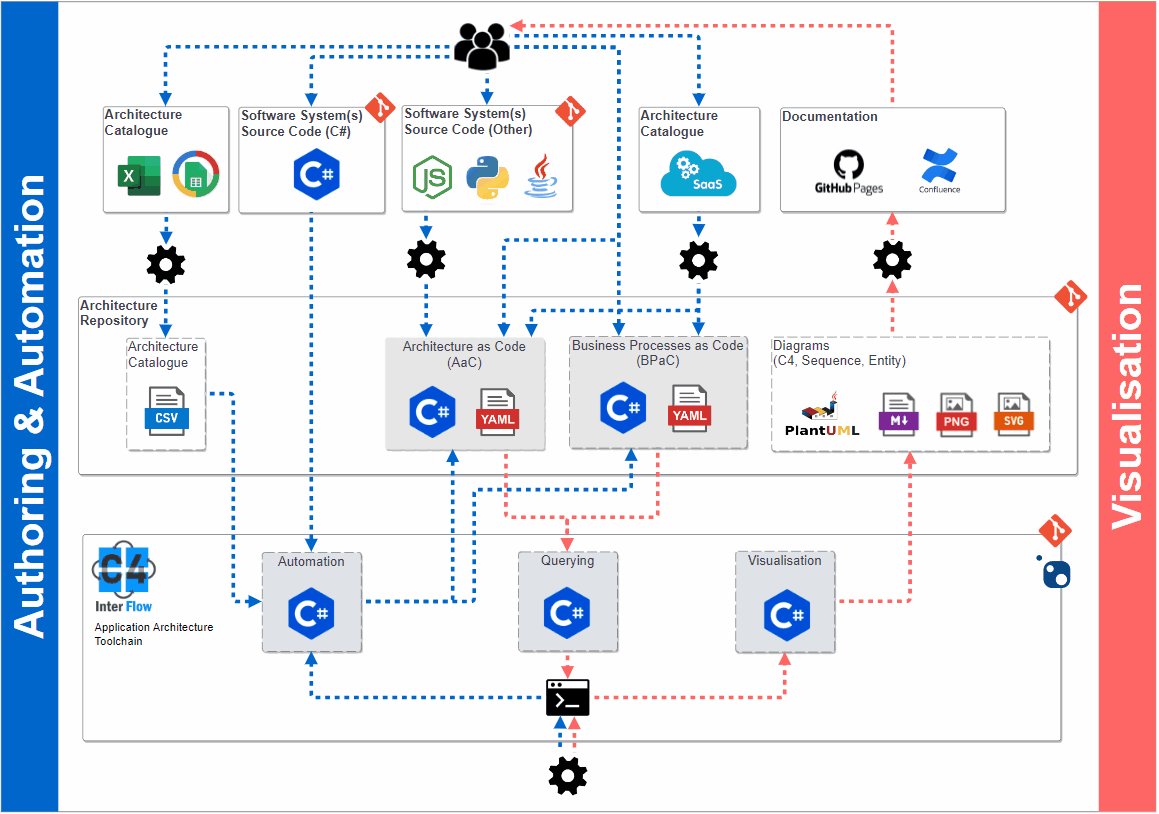 Authoring & Automation
Visualisation
Architecture
Catalogue
X
Software System(s)
Source Code (C#)
C#
Software System(s)
Source Code (Other)
JS
Architecture
Catalogue
SaaS
Documentation
GitHub Pages
Confluence
Architecture
Repository
Architecture
Catalogue
CSV
Architecture as Code
(AaC)
C#
YAML
Business Processes as Code
(BPaC)
C#
YAML
Diagrams
(C4, Sequence, Entity)
PlantUML
M↓
PNG
SVG
C4
Inter Flow
Application Architecture
Toolchain
Automation
C#
Querying
C#
Visualisation
C#
>_